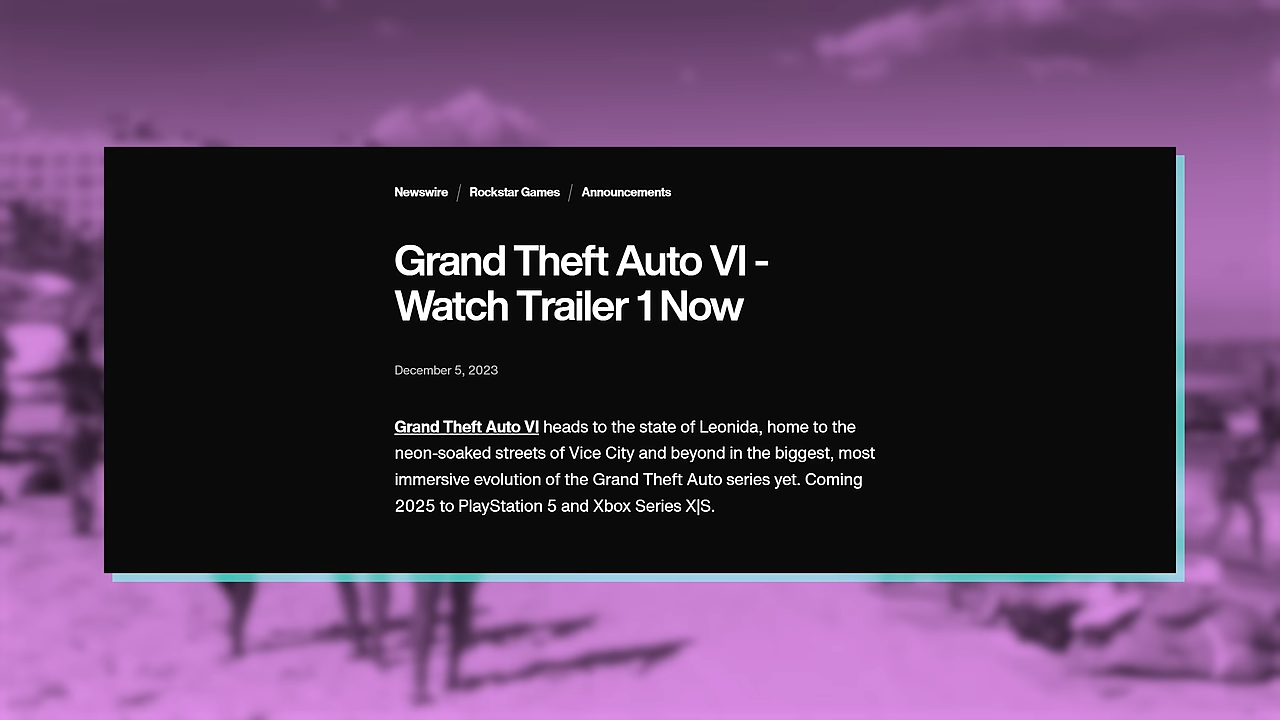 Newswire / Rockstar Games / Announcements
Grand Theft Auto VI -
Watch Trailer 1 Now
December 5, 2023
Grand Theft Auto VI heads to the state of Leonida, home to the
neon-soaked streets of Vice City and beyond in the biggest, most
immersive evolution of the Grand Theft Auto series yet. Coming
2025 to PlayStation 5 and Xbox Series X|S.